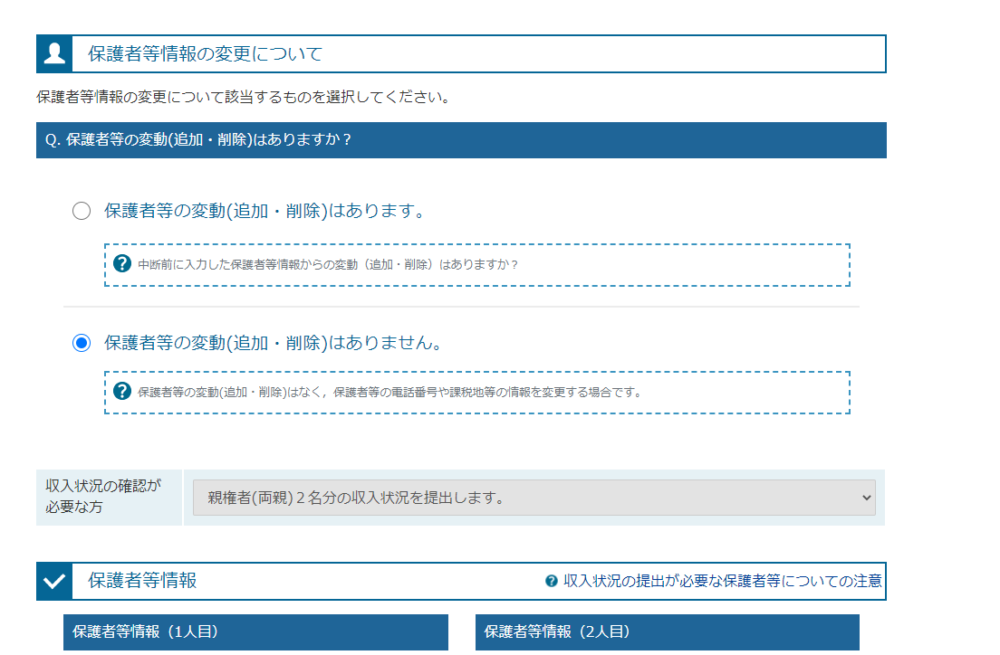 保護者等情報の変更について
保護者等情報の変更について該当するものを選択してください。
Q. 保護者等の変動(追加・削除)はありますか？
保護者等の変動(追加・削除)はあります。
中断前に入力した保護者等情報からの変動（追加・削除）はありますか？
保護者等の変動(追加・削除)はありません。
保護者等の変動(追加・削除)はなく，保護者等の電話番号や課税地等の情報を変更する場合です。
収入状況の確認が
必要な方
親権者(両親)２名分の収入状況を提出します。
保護者等情報
収入状況の提出が必要な保護者等についての注意
保護者等情報（1人目）
保護者等情報（2人目）